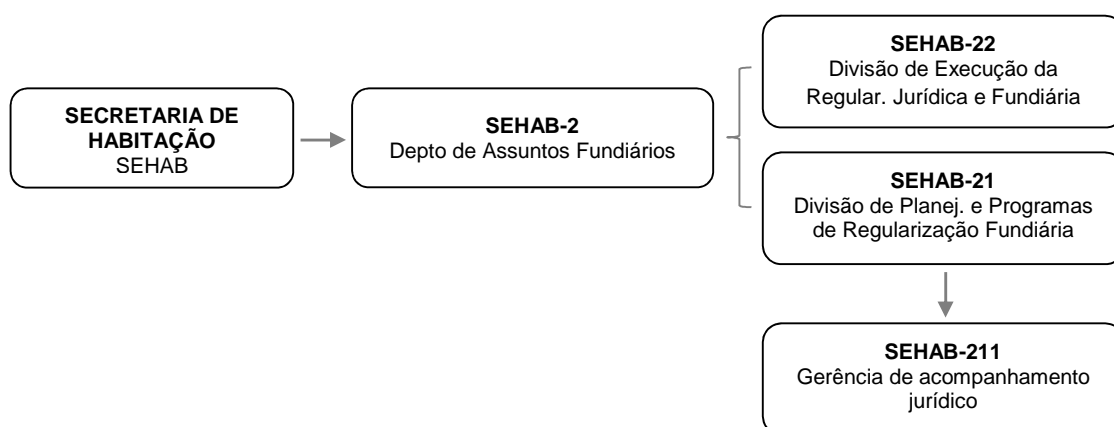 SECRETARIA DE
HABITAÇÃO
SEHAB
SEHAB-2
Depto de Assuntos Fundiários
SEHAB-22
Divisão de Execução da
Regular. Jurídica e Fundiária
SEHAB-21
Divisão de Planej. e Programas
de Regularização Fundiária
SEHAB-211
Gerência de acompanhamento
jurídico